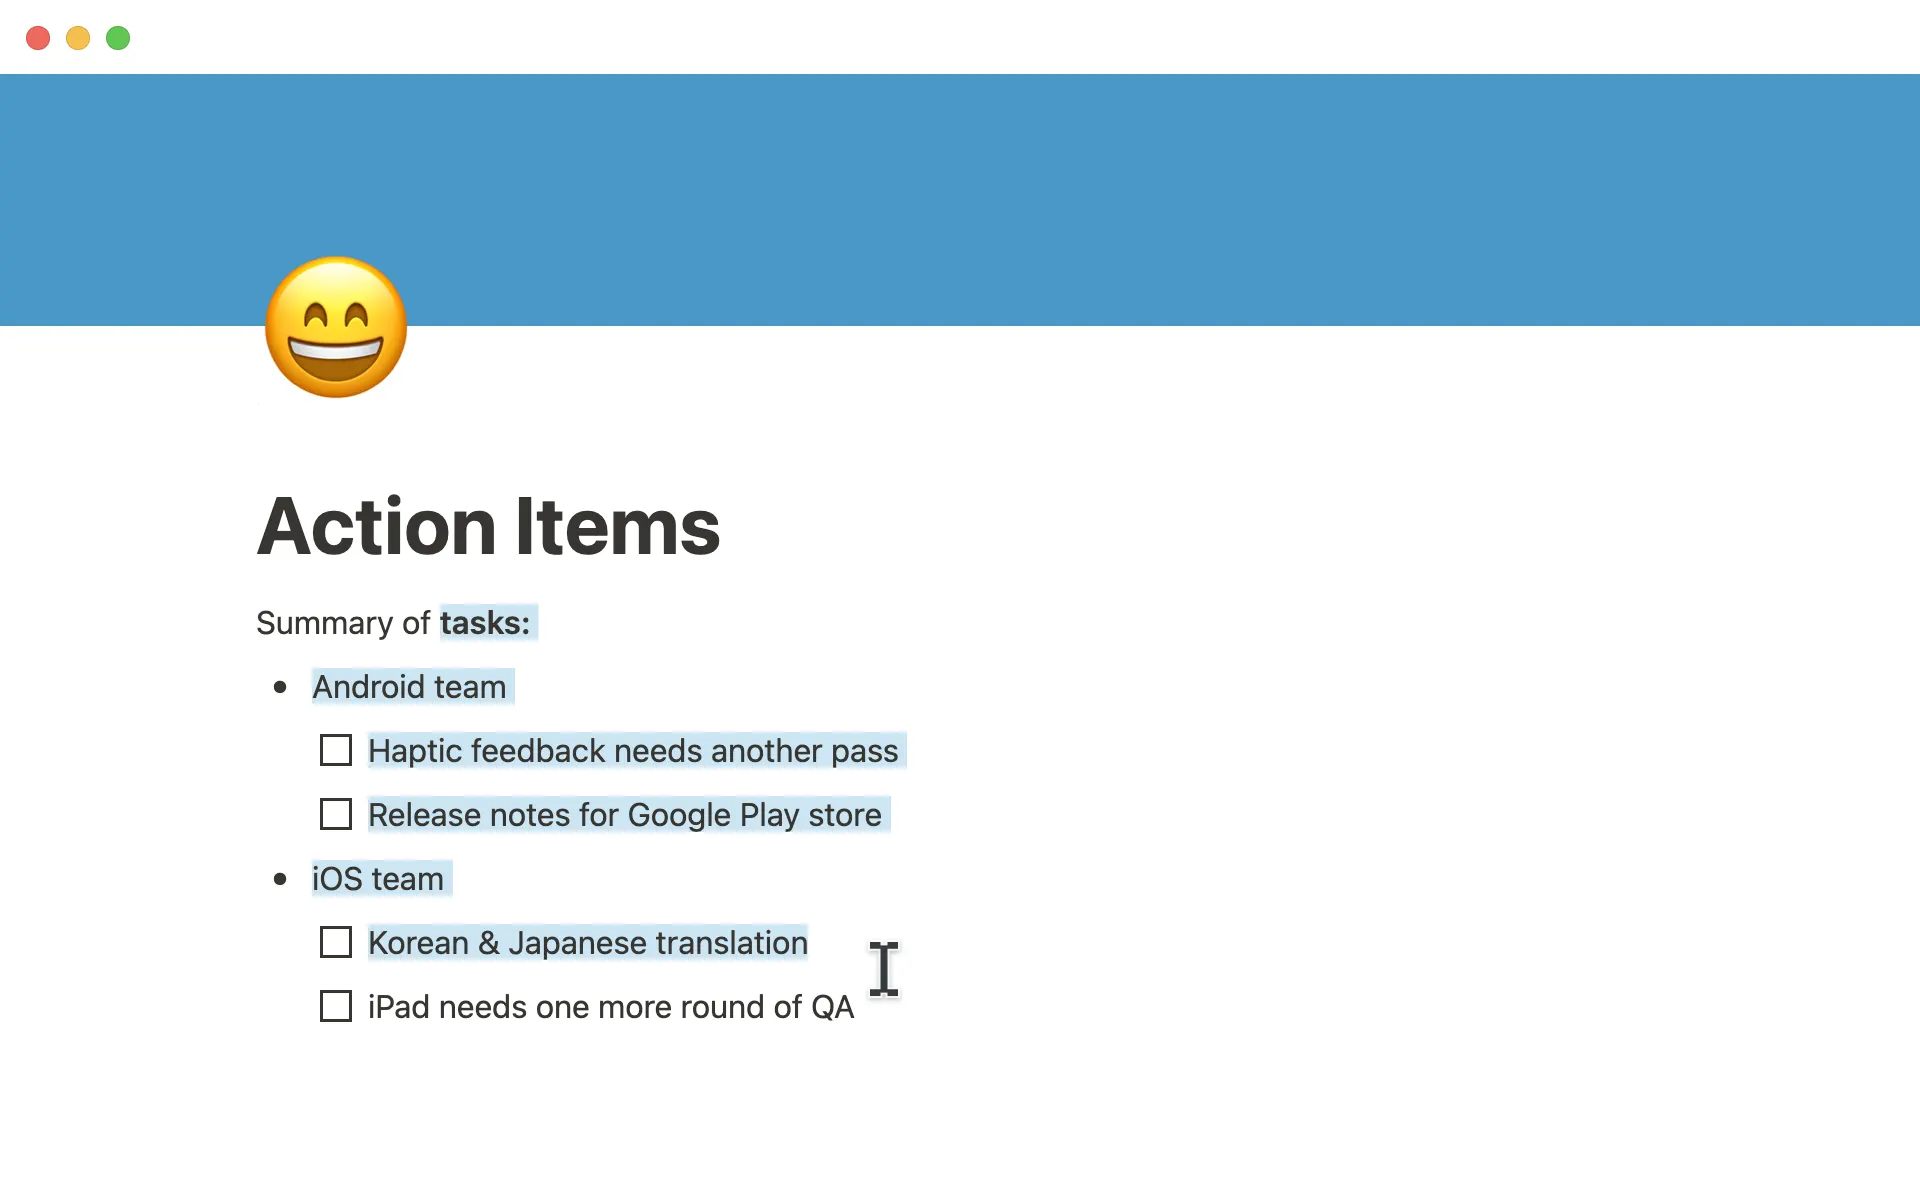 Action Items
Summary of tasks:
Android team
Haptic feedback needs another pass
Release notes for Google Play store
iOS team
Korean & Japanese translation
iPad needs one more round of QA